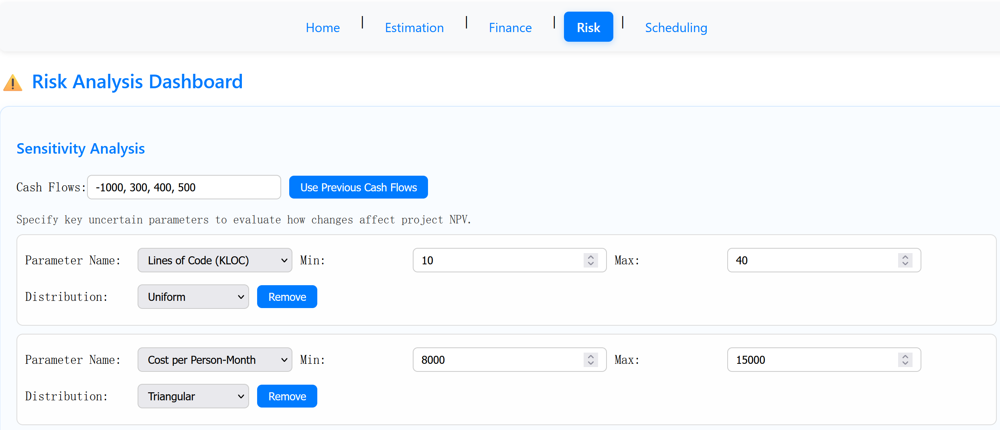 Home | Estimation | Finance | Risk | Scheduling
Risk Analysis Dashboard
Sensitivity Analysis
Cash Flows: -1000, 300, 400, 500 Use Previous Cash Flows
Specify key uncertain parameters to evaluate how changes affect project NPV.
Parameter Name: Lines of Code (KLOC) Min: 10 Max: 40
Distribution: Uniform Remove
Parameter Name: Cost per Person-Month Min: 8000 Max: 15000
Distribution: Triangular Remove